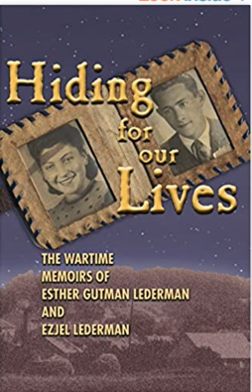 Hiding
for
our
Lives
THE WARTIME
MEMOIRS OF
ESTHER GUTMAN LEDERMAN
AND
EZJEL LEDERMAN